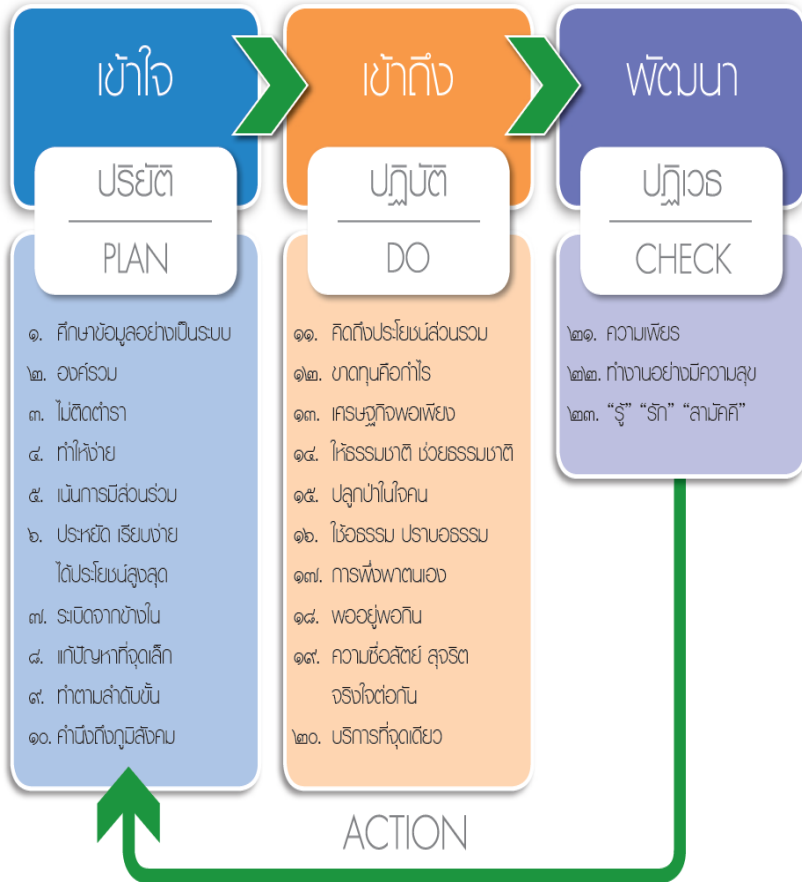 เข้าใจ
ปริยัติ
PLAN
๑. ศึกษาข้อมูลอย่างเป็นระบบ
๒. องค์รวม
๓. ไม่ติดตำรา
๔. ทำให้ง่าย
๕. เน้นการมีส่วนร่วม
๖. ประหยัด เรียบง่าย
ได้ประโยชน์สูงสุด
๗. ระเบิดจากข้างใน
๘. แก้ปัญหาที่จุดเล็ก
๙. ทำตามลำดับขั้น
๑๐. คำนึงถึงภูมิสังคม
เข้าถึง
ปฏิบัติ
DO
๑๑. คิดถึงประโยชน์ส่วนรวม
๑๒. ขาดทุนคือกำไร
๑๓. เศรษฐกิจพอเพียง
๑๔. ให้ธรรมชาติ ช่วยธรรมชาติ
๑๕. ปลูกป่าในใจคน
๑๖. ใช้อธรรม ปราบอธรรม
๑๗. การพึ่งพาตนเอง
๑๘. พออยู่พอกิน
๑๙. ความซื่อสัตย์ สุจริต
จริงใจต่อกัน
๒๐. บริการที่จุดเดียว
พัฒนา
ปฏิเวธ
CHECK
๒๑. ความเพียร
๒๒. ทำงานอย่างมีความสุข
๒๓. “รู้” “รัก” “สามัคคี”
ACTION